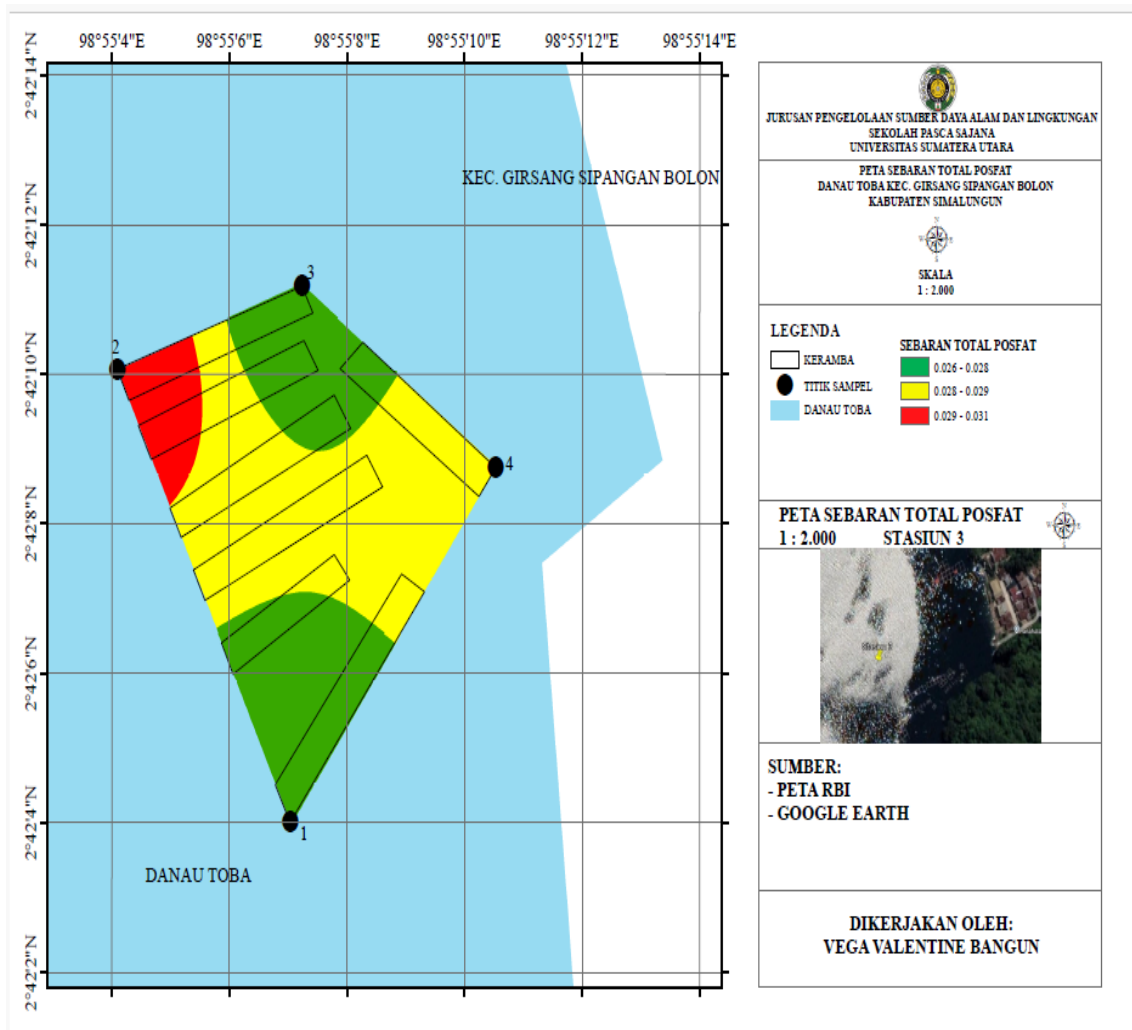 98°55'4"E 98°55'6"E 98°55'8"E 98°55'10"E 98°55'12"E 98°55'14"E
2°42'14"N
2°42'12"N
2°42'10"N
2°42'8"N
2°42'6"N
2°42'4"N
2°42'2"N
KEC. GIRSANG SIPANGAN BOLON
3
2
4
1
DANAU TOBA
JURUSAN PENGELOLAAN SUMBER DAYA ALAM DAN LINGKUNGAN
SEKOLAH PASCA SAJANA
UNIVERSITAS SUMATERA UTARA
PETA SEBARAN TOTAL POSFAT
DANAU TOBA KEC. GIRSANG SIPANGAN BOLON
KABUPATEN SIMALUNGUN
N
W E
S
SKALA
1 : 2.000
LEGENDA
KERAMBA
TITIK SAMPEL
DANAU TOBA
SEBARAN TOTAL POSFAT
0.026 - 0.028
0.028 - 0.029
0.029 - 0.031
PETA SEBARAN TOTAL POSFAT
1 : 2.000 STASIUN 3
SUMBER:
- PETA RBI
- GOOGLE EARTH
DIKERJAKAN OLEH:
VEGA VALENTINE BANGUN